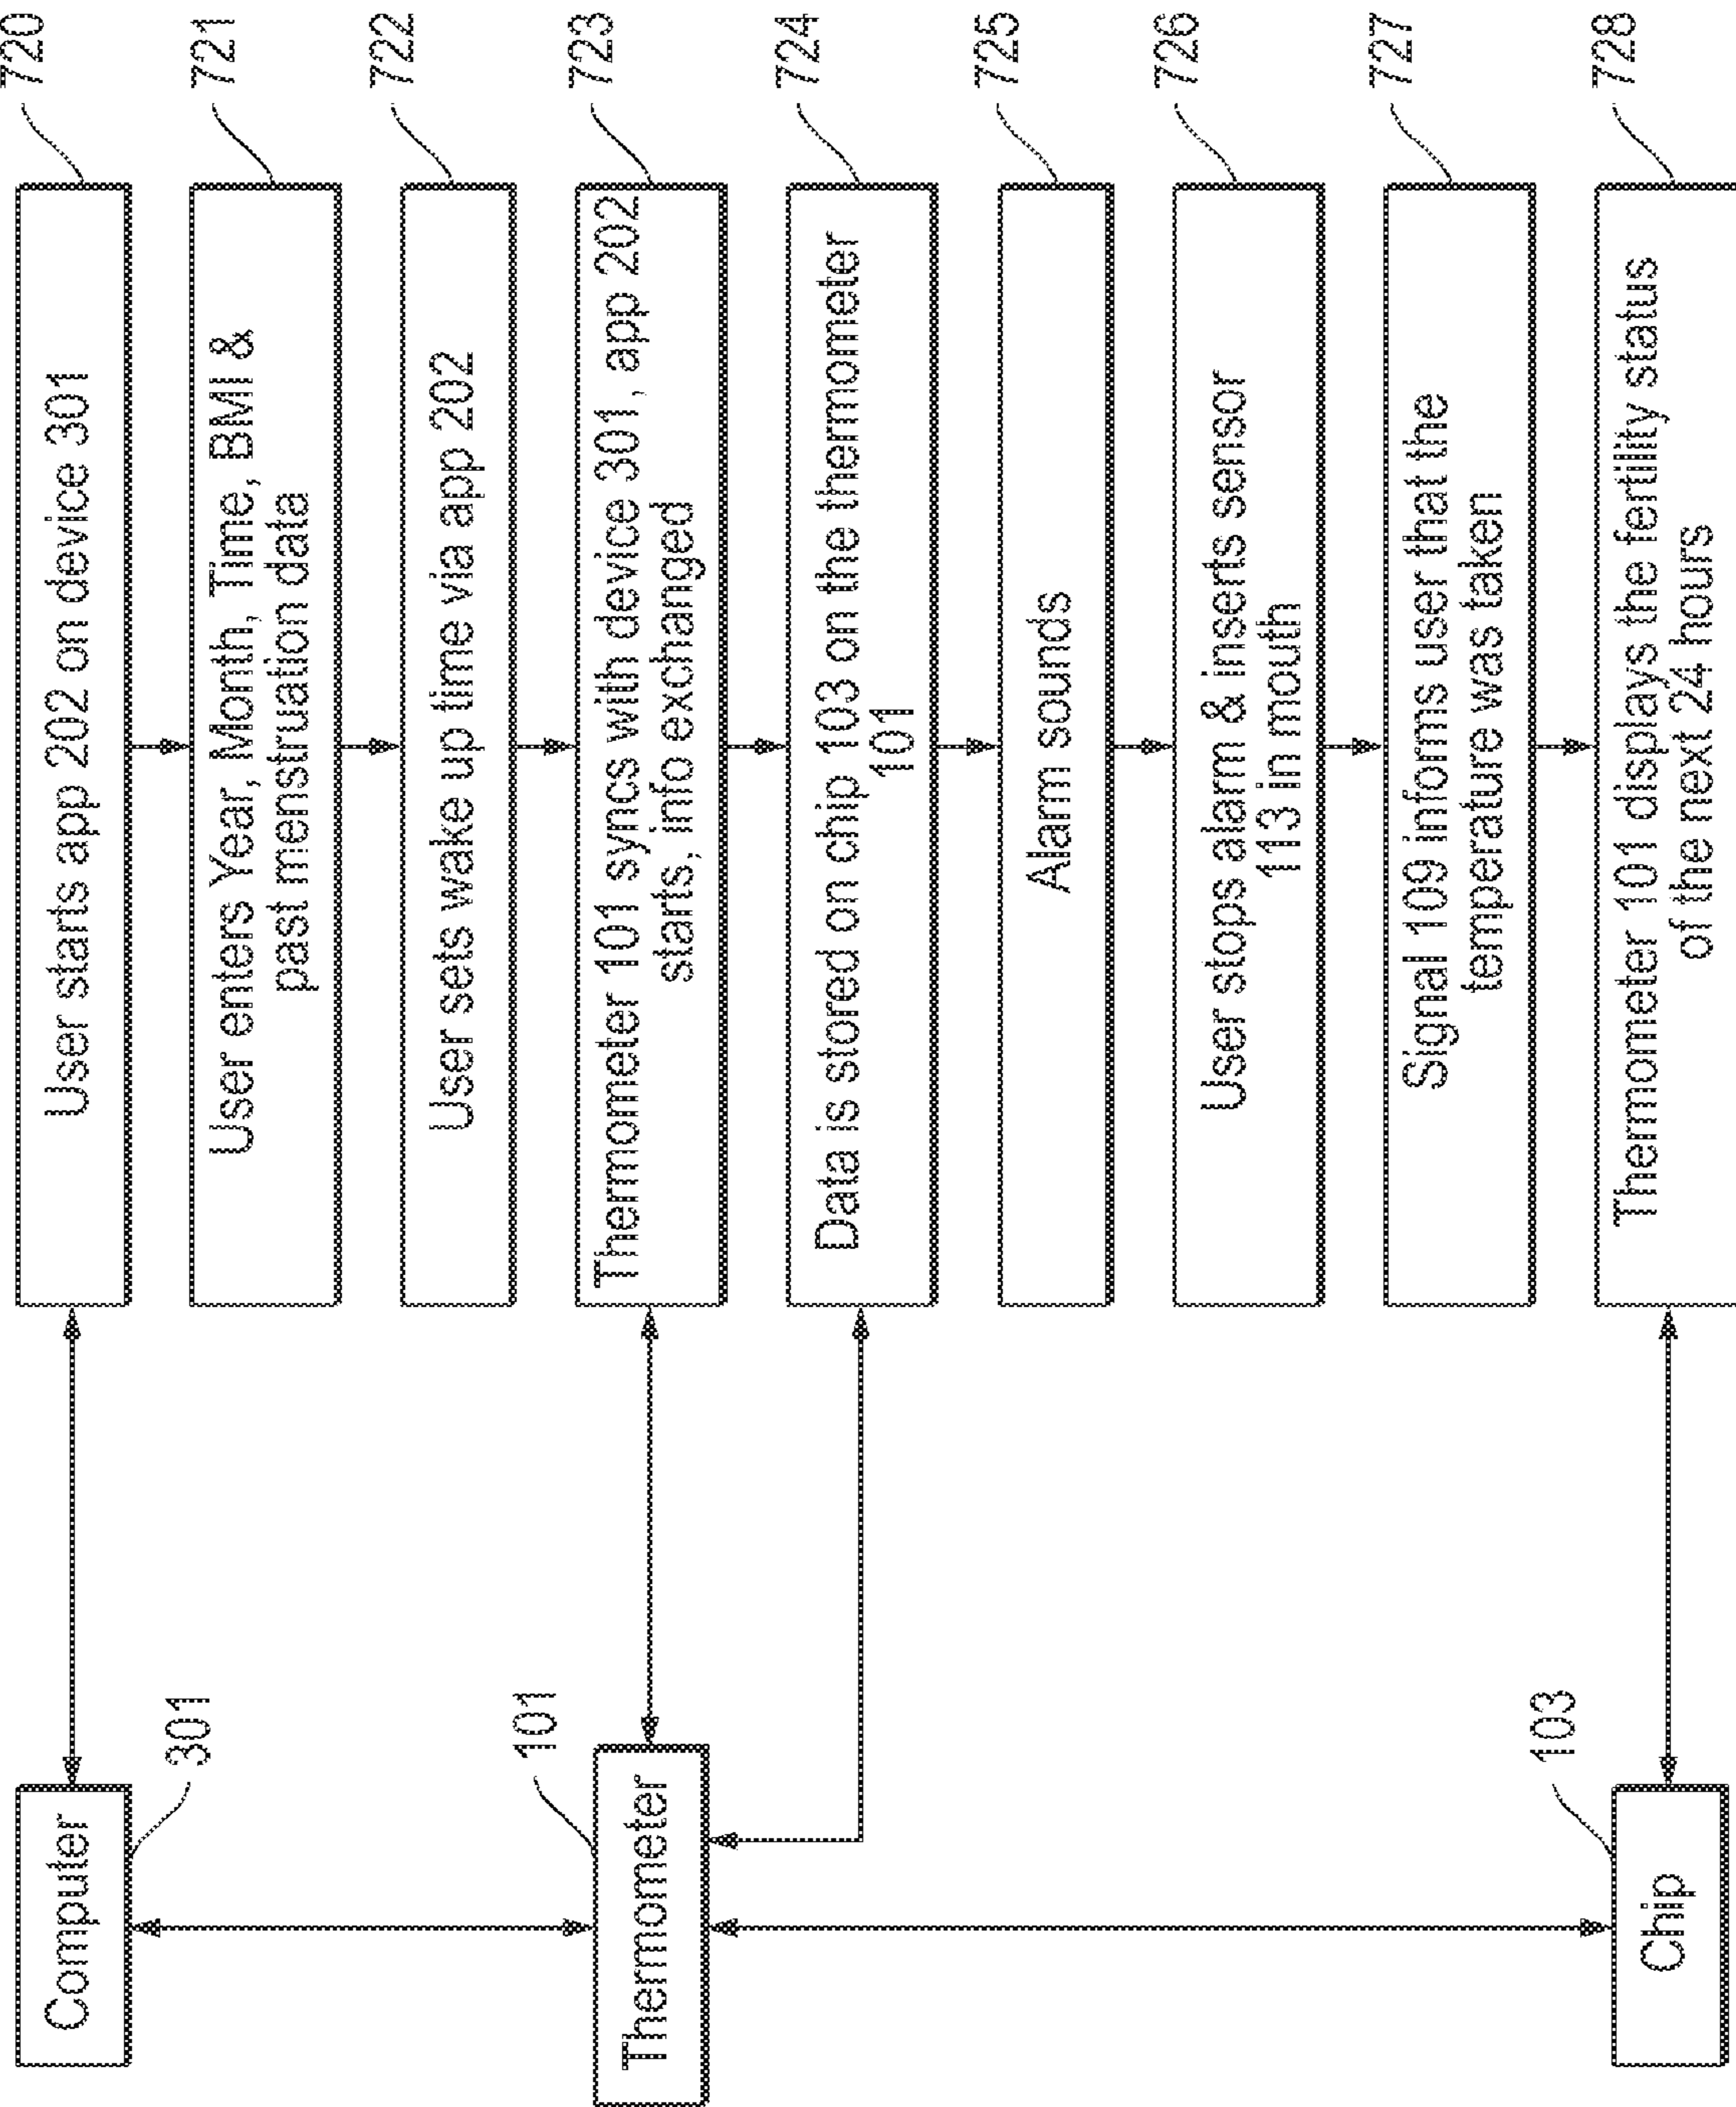 Computer
301
Thermometer
101
Chip
103
User starts app 202 on device 301
720
User enters Year, Month, Time, BMI &
past menstruation data
721
User sets wake up time via app 202
722
Thermometer 101 syncs with device 301, app 202
starts, info exchanged
723
Data is stored on chip 103 on the thermometer
101
724
Alarm sounds
725
User stops alarm & inserts sensor
113 in mouth
726
Signal 109 informs user that the
temperature was taken
727
Thermometer 101 displays the fertility status
of the next 24 hours
728